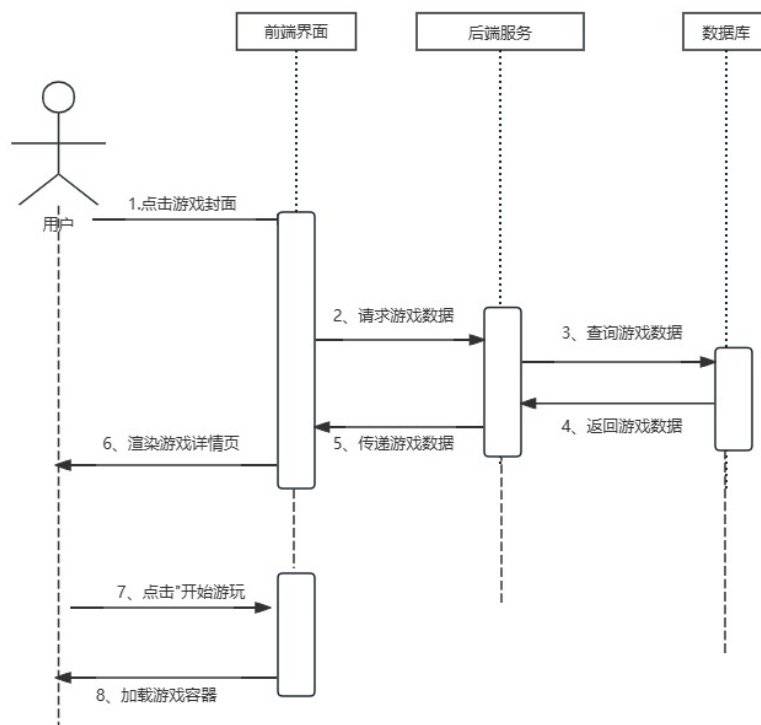 前端界面
后端服务
数据库
用户
1.点击游戏封面
2、请求游戏数据
3、查询游戏数据
4、返回游戏数据
5、传递游戏数据
6、渲染游戏详情页
7、点击"开始游玩
8、加载游戏容器